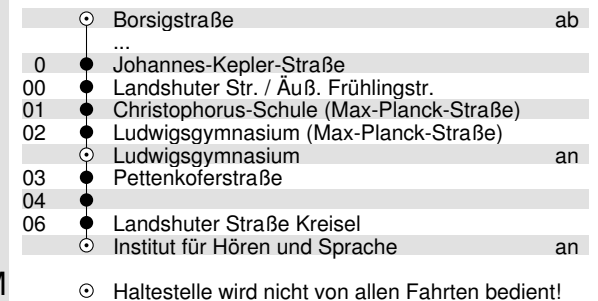 Borsigstraße ab
...
0 Johannes-Kepler-Straße
00 Landshuter Str. / Äuß. Frühlingstr.
01 Christophorus-Schule (Max-Planck-Straße)
02 Ludwigsgymnasium (Max-Planck-Straße)
Ludwigsgymnasium an
03 Pettenkoferstraße
04
06 Landshuter Straße Kreisel
Institut für Hören und Sprache an
Haltestelle wird nicht von allen Fahrten bedient!